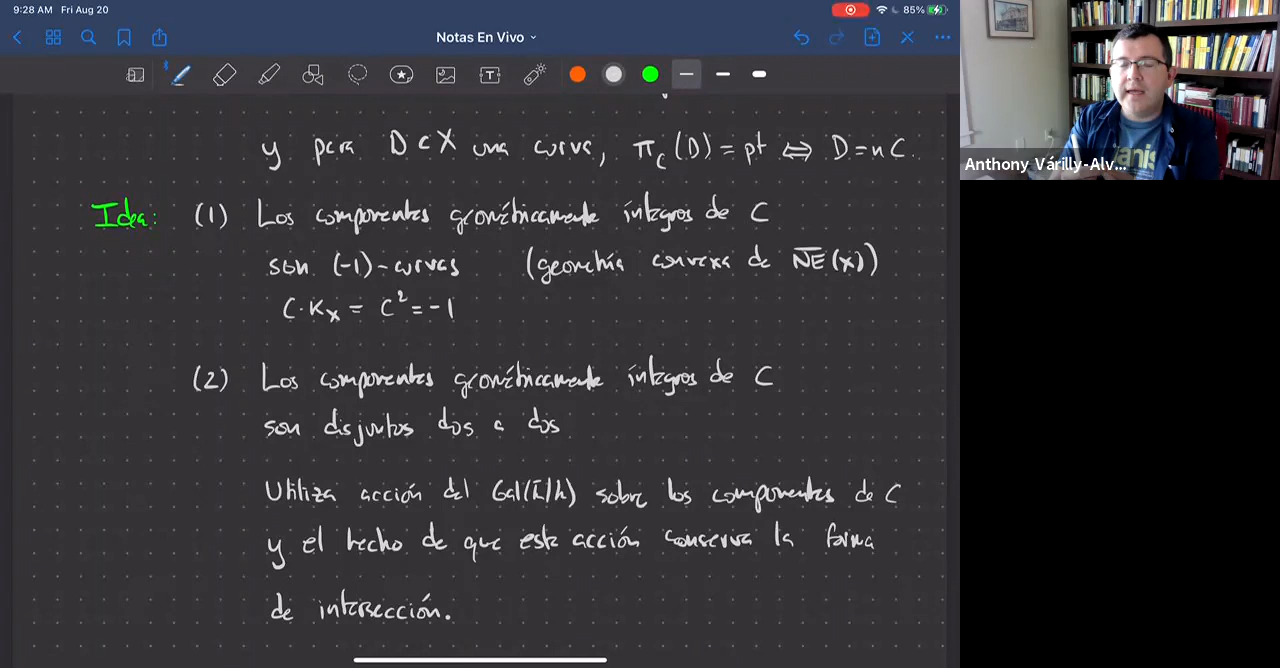 9:28 AM Fri Aug 20
85%
Notas En Vivo
y para D ⊂ X una curva, π_C(D) = pt ⇔ D = n C.
Idea: (1) Los componentes geométricamente íntegros de C
son (-1)-curvas (geometría convexa de N̅E̅(X))
C·K_X = C² = -1
(2) Los componentes geométricamente íntegros de C
son disjuntos dos a dos
Utiliza acción del Gal(k̅/k) sobre los componentes de C
y el hecho de que este acción conserva la forma
de intersección.
Anthony Várilly-Alv...